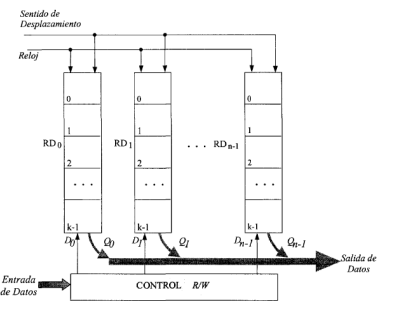 Sentido de
Desplazamiento
Reloj
0 0 0
1 1 1
RD0 RD1 . . . RDn-1
2 2 2
. . . . . . . . .
k-1 k-1 k-1
D0 Q0 D1 Q1 Dn-1 Qn-1
Salida de
Datos
Entrada
de Datos
CONTROL R/W